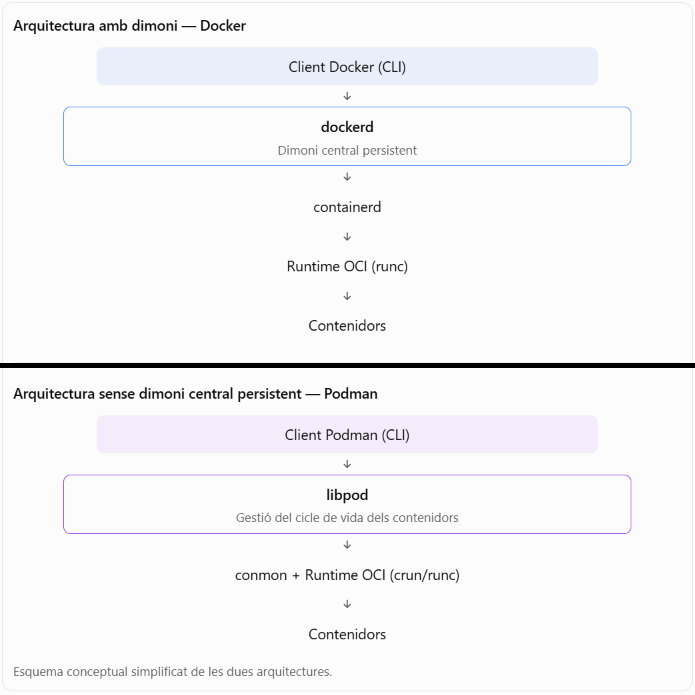 Arquitectura amb dimoni — Docker
Client Docker (CLI)
↓
dockerd
Dimoni central persistent
↓
containerd
↓
Runtime OCI (runc)
↓
Contenidors
Arquitectura sense dimoni central persistent — Podman
Client Podman (CLI)
↓
libpod
Gestió del cicle de vida dels contenidors
↓
conmon + Runtime OCI (crun/runc)
↓
Contenidors
Esquema conceptual simplificat de les dues arquitectures.